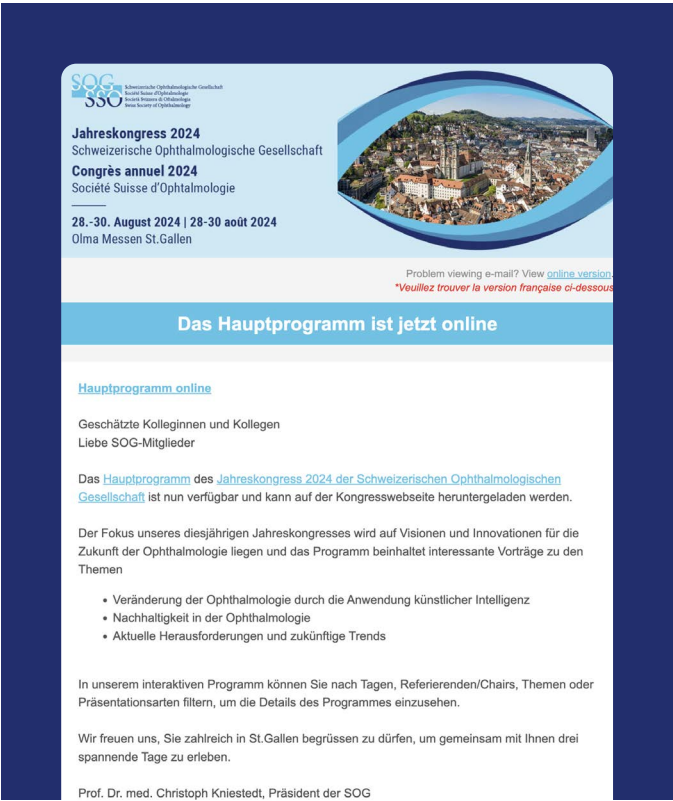 SOG
SSO
Schweizerische Ophthalmologische Gesellschaft
Société Suisse d'Ophtalmologie
Società Svizzera di Oftalmologia
Swiss Society of Ophthalmology
Jahreskongress 2024
Schweizerische Ophthalmologische Gesellschaft
Congrès annuel 2024
Société Suisse d'Ophtalmologie
28.-30. August 2024 | 28-30 août 2024
Olma Messen St.Gallen
Problem viewing e-mail? View online version.
*Veuillez trouver la version française ci-dessous
Das Hauptprogramm ist jetzt online
Hauptprogramm online
Geschätzte Kolleginnen und Kollegen
Liebe SOG-Mitglieder
Das Hauptprogramm des Jahreskongress 2024 der Schweizerischen Ophthalmologischen
Gesellschaft ist nun verfügbar und kann auf der Kongresswebseite heruntergeladen werden.
Der Fokus unseres diesjährigen Jahreskongresses wird auf Visionen und Innovationen für die
Zukunft der Ophthalmologie liegen und das Programm beinhaltet interessante Vorträge zu den
Themen
• Veränderung der Ophthalmologie durch die Anwendung künstlicher Intelligenz
• Nachhaltigkeit in der Ophthalmologie
• Aktuelle Herausforderungen und zukünftige Trends
In unserem interaktiven Programm können Sie nach Tagen, Referierenden/Chairs, Themen oder
Präsentationsarten filtern, um die Details des Programmes einzusehen.
Wir freuen uns, Sie zahlreich in St.Gallen begrüssen zu dürfen, um gemeinsam mit Ihnen drei
spannende Tage zu erleben.
Prof. Dr. med. Christoph Kniestedt, Präsident der SOG